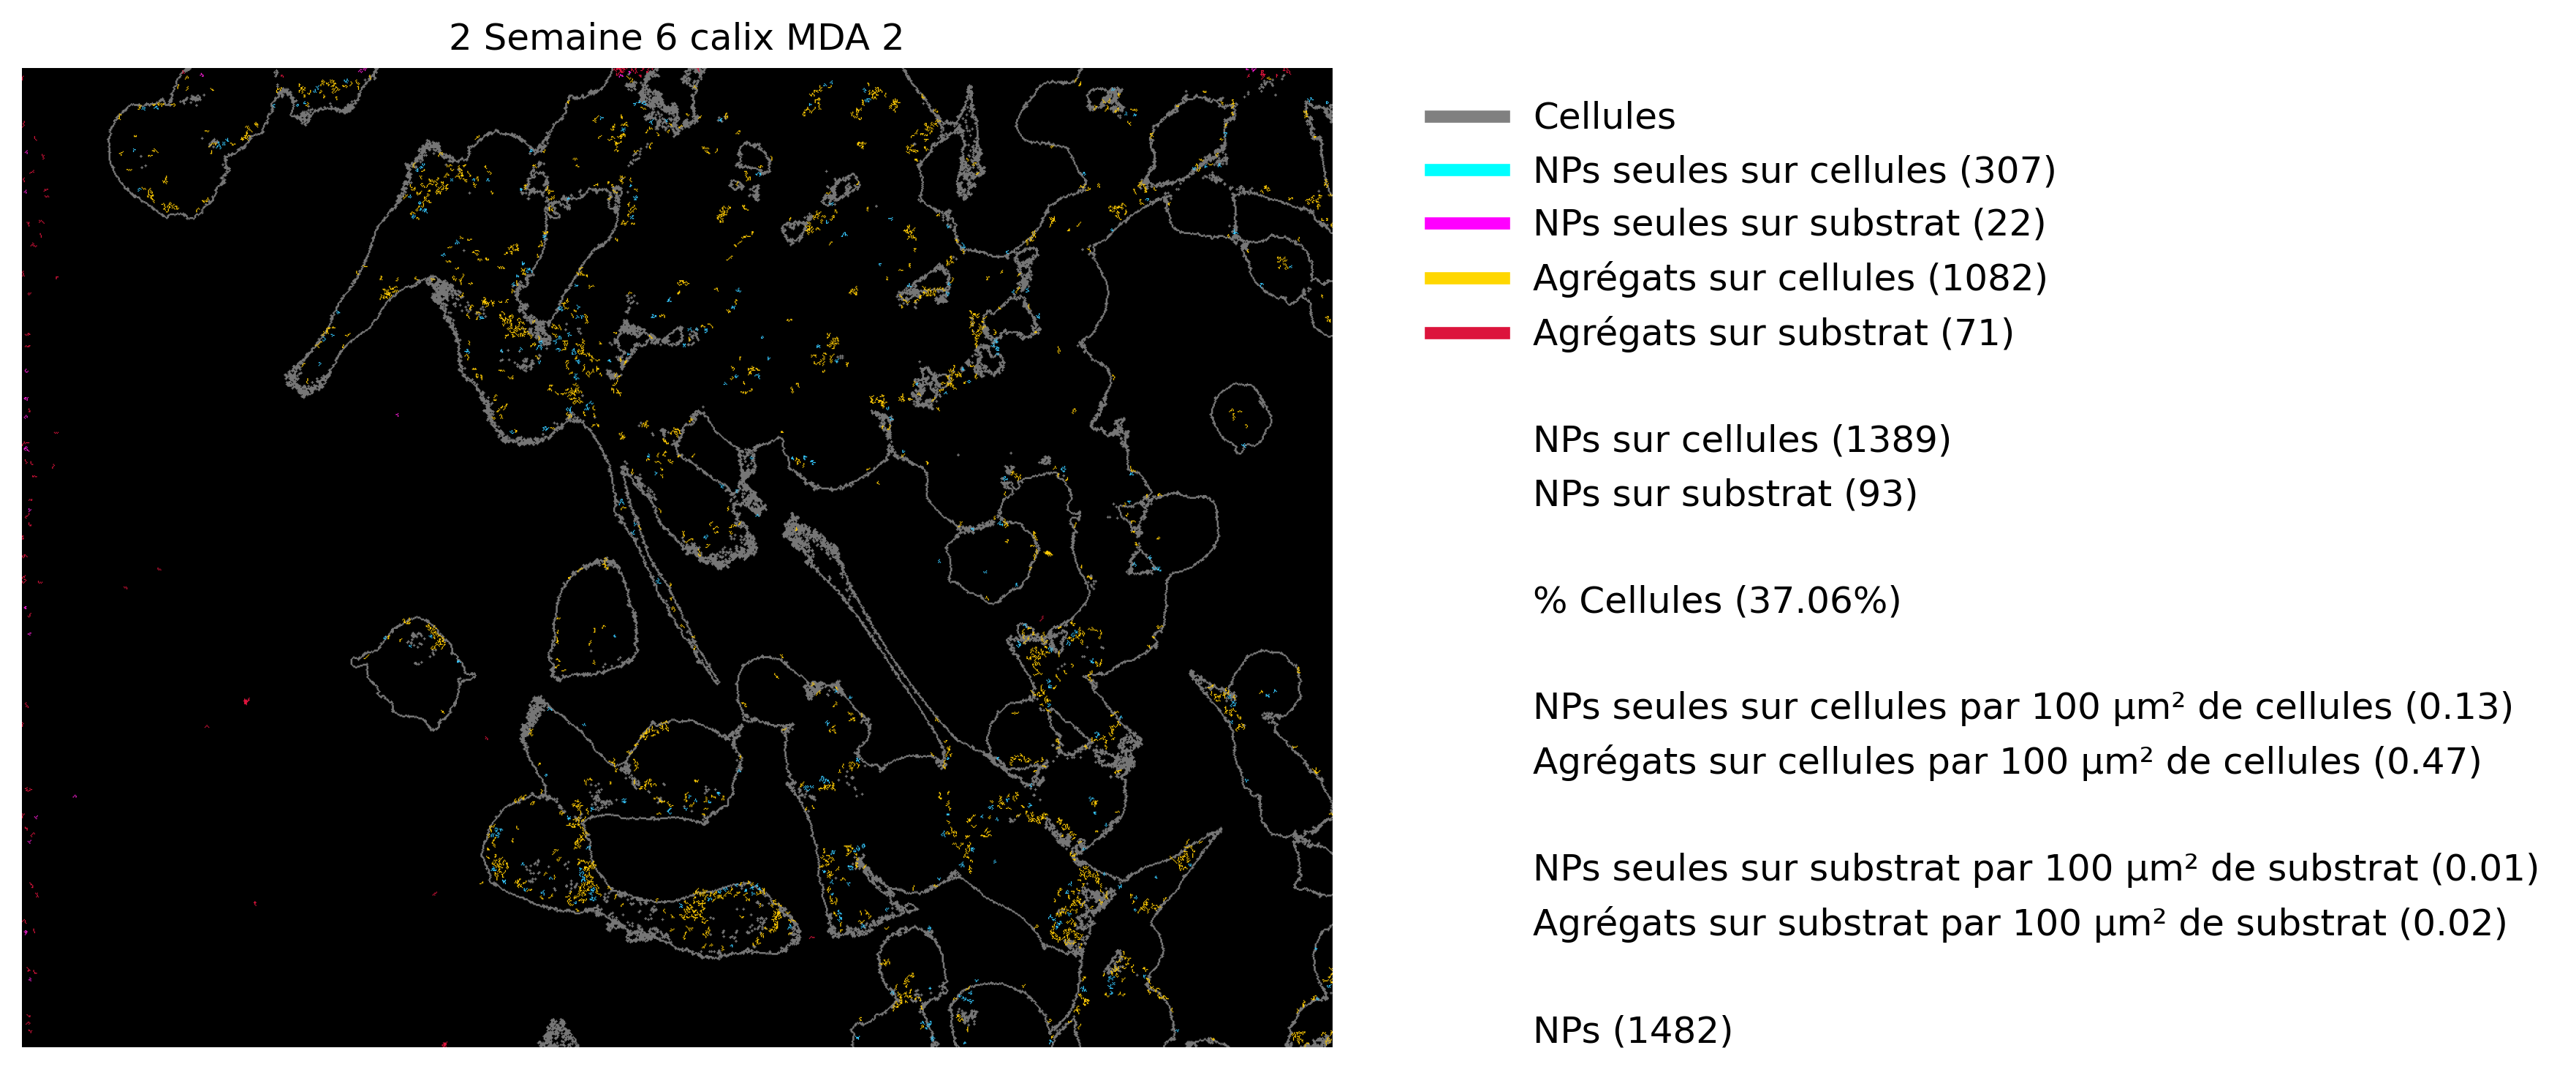 2 Semaine 6 calix MDA 2
Cellules
NPs seules sur cellules (307)
NPs seules sur substrat (22)
Agrégats sur cellules (1082)
Agrégats sur substrat (71)
NPs sur cellules (1389)
NPs sur substrat (93)
% Cellules (37.06%)
NPs seules sur cellules par 100 µm² de cellules (0.13)
Agrégats sur cellules par 100 µm² de cellules (0.47)
NPs seules sur substrat par 100 µm² de substrat (0.01)
Agrégats sur substrat par 100 µm² de substrat (0.02)
NPs (1482)